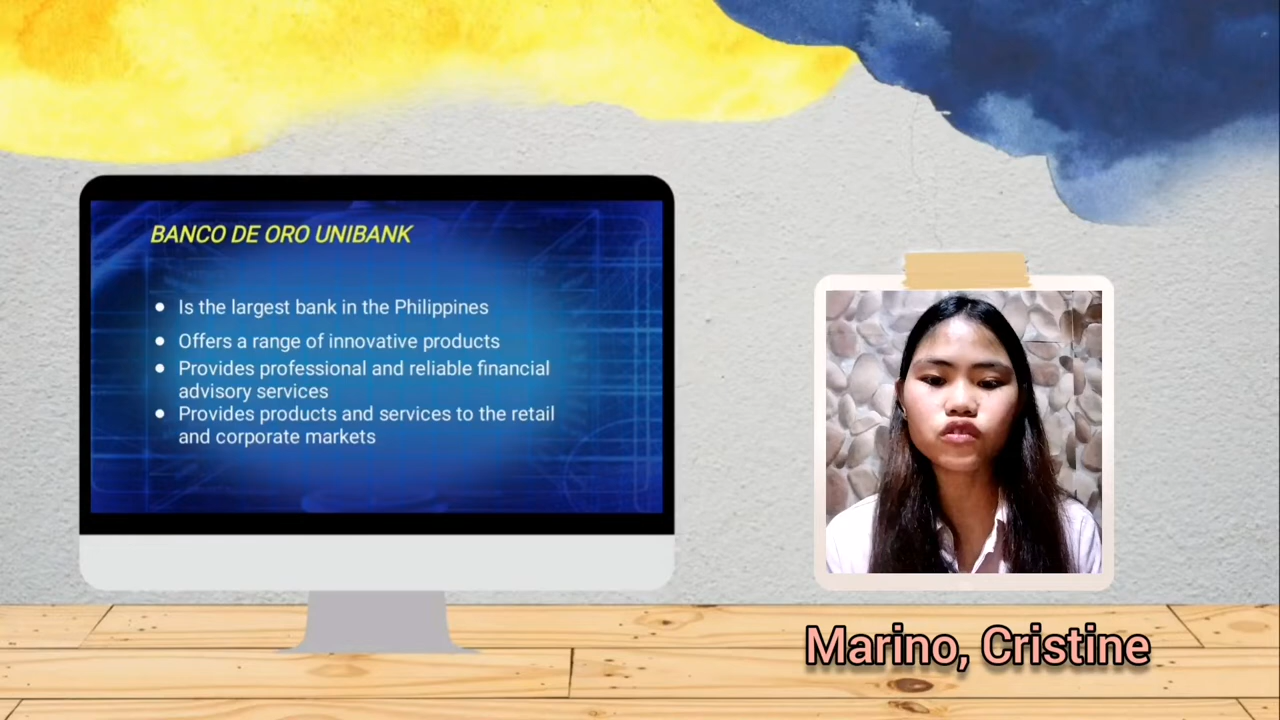 BANCO DE ORO UNIBANK
Is the largest bank in the Philippines
Offers a range of innovative products
Provides professional and reliable financial
advisory services
Provides products and services to the retail
and corporate markets
Marino, Cristine